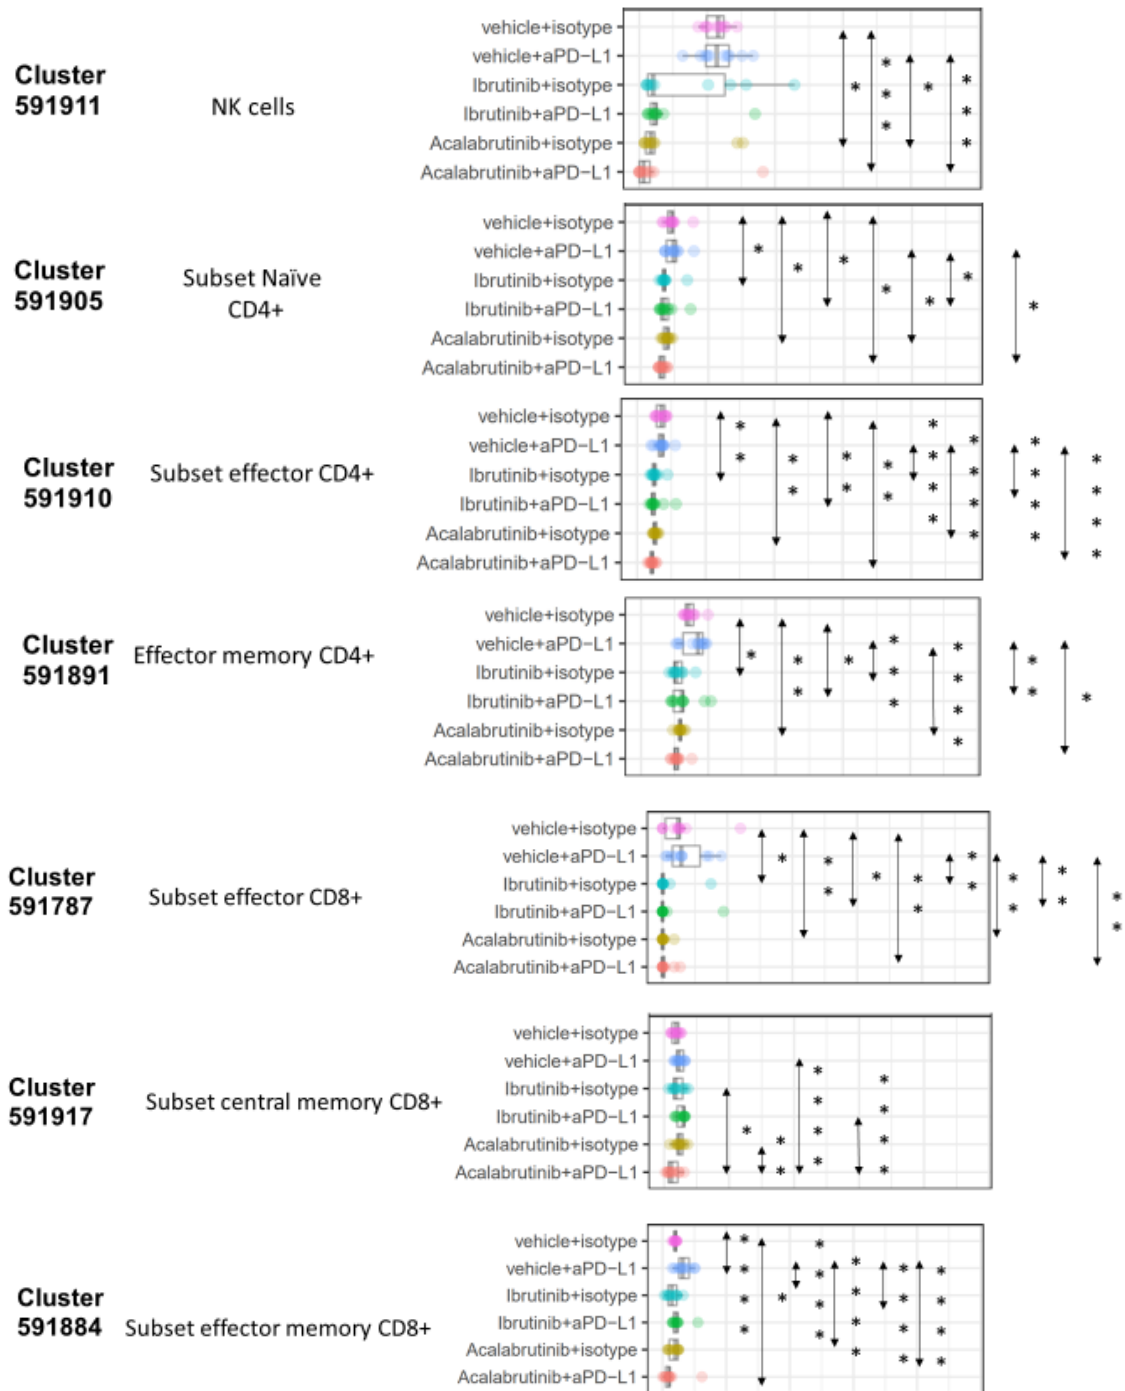 Cluster
591911
NK cells
vehicle+isotype
vehicle+aPD-L1
Ibrutinib+isotype
Ibrutinib+aPD-L1
Acalabrutinib+isotype
Acalabrutinib+aPD-L1
* *
* *
* * *
* *
Cluster
591905
Subset Naïve
CD4+
vehicle+isotype
vehicle+aPD-L1
Ibrutinib+isotype
Ibrutinib+aPD-L1
Acalabrutinib+isotype
Acalabrutinib+aPD-L1
* * * * * * *
Cluster
591910
Subset effector CD4+
vehicle+isotype
vehicle+aPD-L1
Ibrutinib+isotype
Ibrutinib+aPD-L1
Acalabrutinib+isotype
Acalabrutinib+aPD-L1
** ** ** ** **** **** **** ****
Cluster
591891
Effector memory CD4+
vehicle+isotype
vehicle+aPD-L1
Ibrutinib+isotype
Ibrutinib+aPD-L1
Acalabrutinib+isotype
Acalabrutinib+aPD-L1
* ** * *** **** ** *
Cluster
591787
Subset effector CD8+
vehicle+isotype
vehicle+aPD-L1
Ibrutinib+isotype
Ibrutinib+aPD-L1
Acalabrutinib+isotype
Acalabrutinib+aPD-L1
* ** * ** ** ** ** **
Cluster
591917
Subset central memory CD8+
vehicle+isotype
vehicle+aPD-L1
Ibrutinib+isotype
Ibrutinib+aPD-L1
Acalabrutinib+isotype
Acalabrutinib+aPD-L1
* ** **** ****
Cluster
591884
Subset effector memory CD8+
vehicle+isotype
vehicle+aPD-L1
Ibrutinib+isotype
Ibrutinib+aPD-L1
Acalabrutinib+isotype
Acalabrutinib+aPD-L1
**** * **** **** **** ****